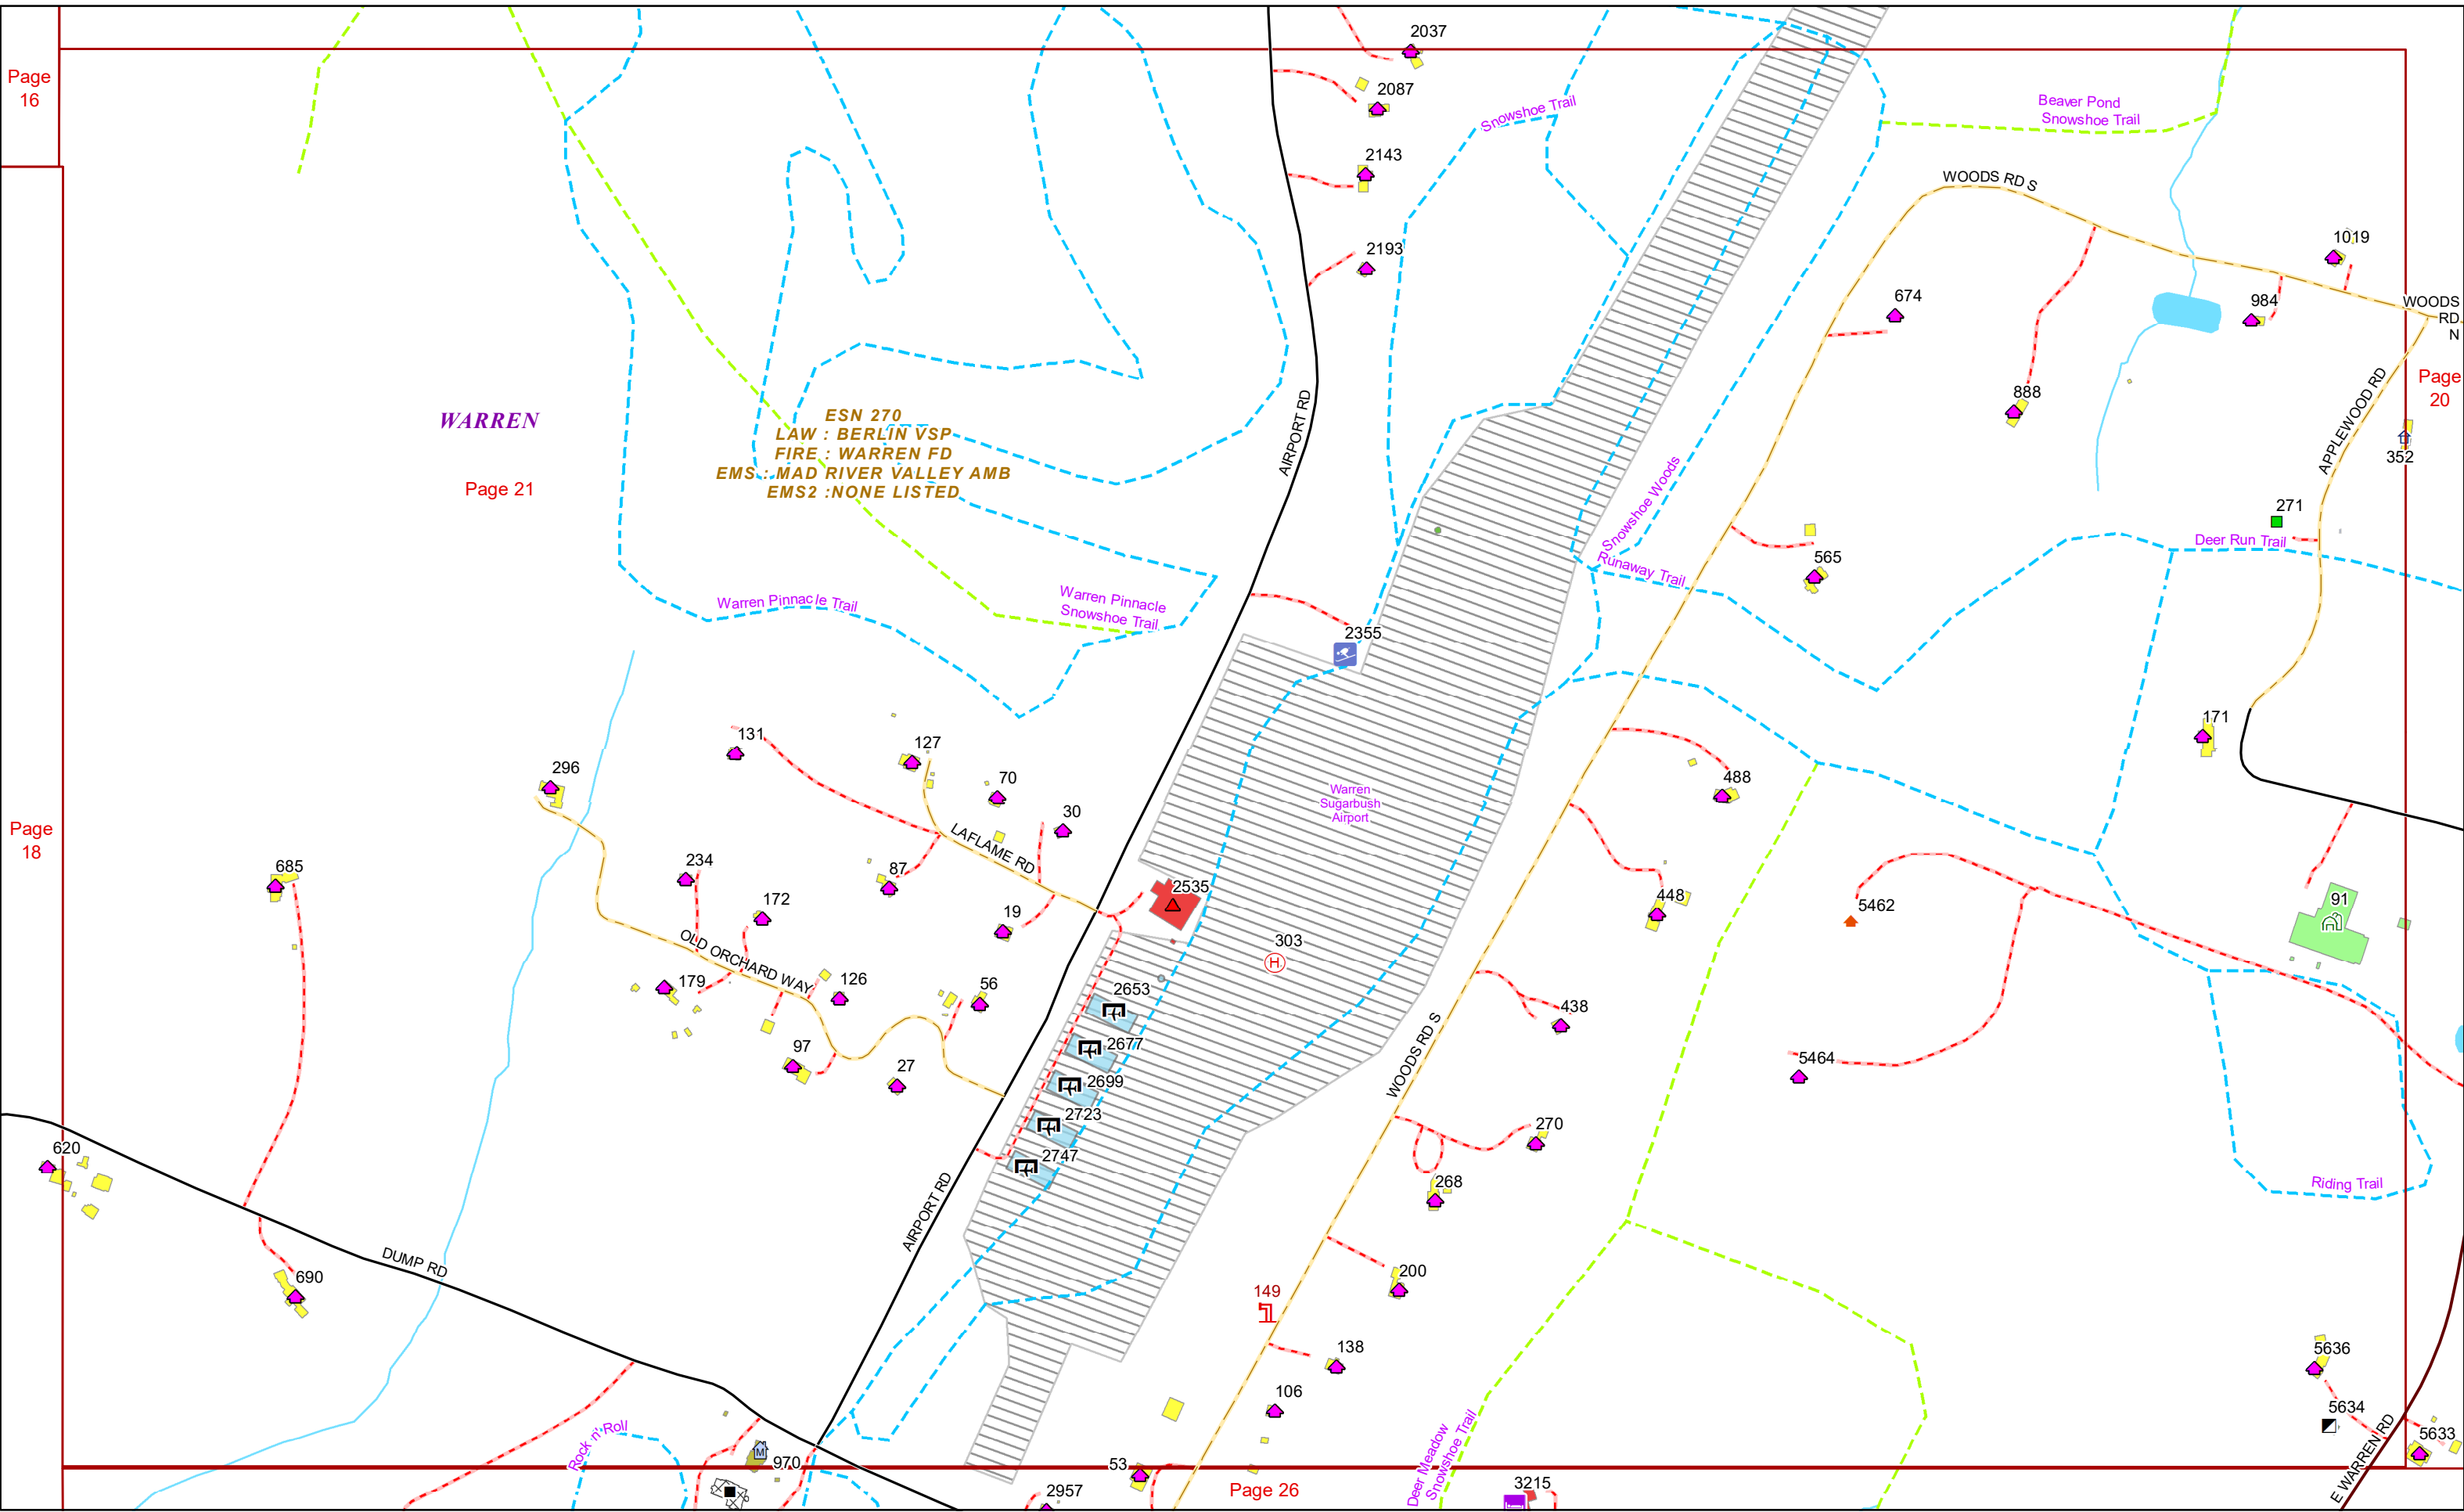 2037
Page
16
2087
Snowshoe Trail
Beaver Pond
Snowshoe Trail
2143
WOODS RD S
2193
1019
674
984
WOODS
RD
N
Page
20
AIRPORT RD
888
APPLEWOOD RD
WARREN
ESN 270
LAW : BERLIN VSP
FIRE : WARREN FD
EMS : MAD RIVER VALLEY AMB
EMS2 :NONE LISTED
352
Page 21
Snowshoe Woods
271
Deer Run Trail
565
Runaway Trail
Warren Pinnacle Trail
Warren Pinnacle
Snowshoe Trail
2355
171
131
127
296
70
488
Warren
Sugarbush
Airport
30
Page
18
LAFLAME RD
685
234
87
2535
448
91
172
19
5462
303
OLD ORCHARD WAY
179
126
56
2653
438
97
2677
27
2699
5464
WOODS RD S
2723
270
620
2747
268
Riding Trail
AIRPORT RD
DUMP RD
690
200
149
138
5636
106
5634
Rock n' Roll
Deer Meadow
Snowshoe Trail
E WARREN RD
5633
M
970
53
H
2957
Page 26
3215